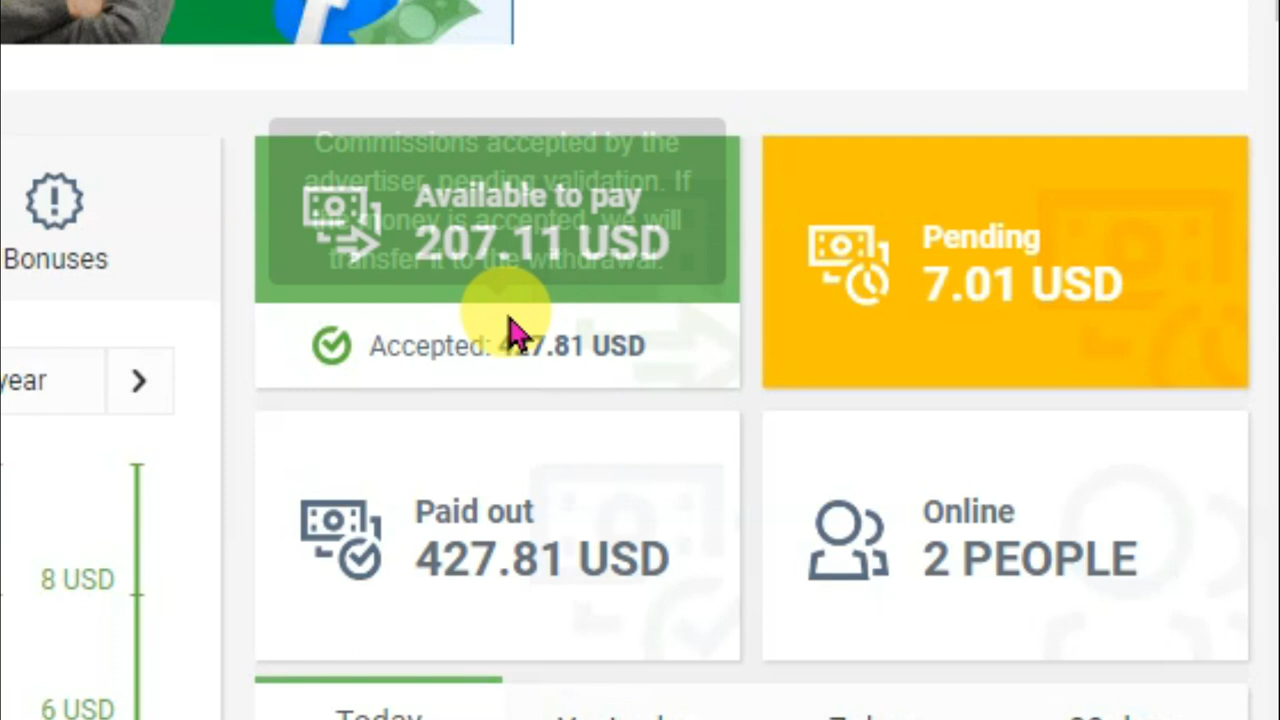 Commissions accepted by the
advertiser, pending validation. If
the money is accepted, we will
transfer it to the withdrawal.
Available to pay
207.11 USD
Accepted: 427.81 USD
Pending
7.01 USD
Bonuses
year
Paid out
427.81 USD
Online
2 PEOPLE
8 USD
6 USD
Today